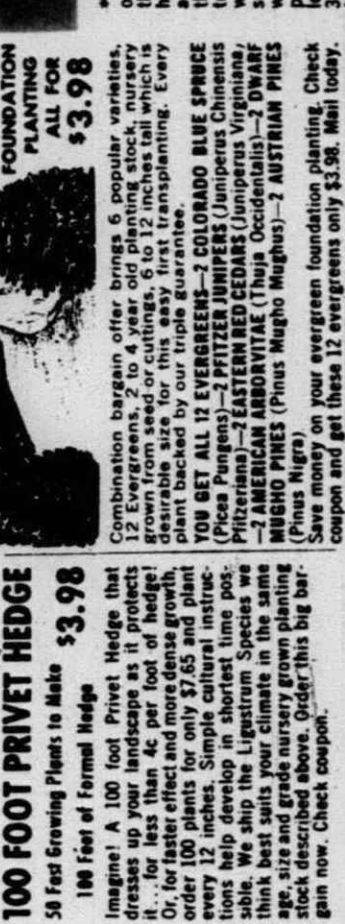 100 FOOT PRIVET HEDGE
50 Fast Growing Plants to Make
100 Feet of Formal Hedge
$3.98
Imagine! A 100 foot Privet Hedge that
dresses up your landscape as it protects
it...for less than 4c per foot of hedge!
Or, for faster effect and more dense growth,
order 100 plants for only $7.65 and plant
every 12 inches. Simple cultural instruc-
tions help develop in shortest time pos-
sible. We ship the Ligustrum Species we
think best suits your climate in the same
age, size and grade nursery grown planting
stock described above. Order this big bar-
gain now. Check coupon.
FOUNDATION
PLANTING
ALL FOR
$3.98
Combination bargain offer brings 6 popular varieties,
12 Evergreens, 2 to 4 year old planting stock, nursery
grown from seed or cuttings, 6 to 12 inches tall which is
desirable size for this easy first transplanting. Every
plant backed by our triple guarantee.
YOU GET ALL 12 EVERGREENS—2 COLORADO BLUE SPRUCE
(Picea Pungens)—2 PFITZER JUNIPERS (Juniperus Chinensis
Pfitzeriana)—2 EASTERN RED CEDARS (Juniperus Virginiana)
—2 AMERICAN ARBORVITAE (Thuja Occidentalis)—2 DWARF
MUGHO PINES (Pinus Mugho Mughus)—2 AUSTRIAN PINES
(Pinus Nigra)
Save money on your evergreen foundation planting. Check
coupon and get these 12 evergreens only $3.98. Mail today.